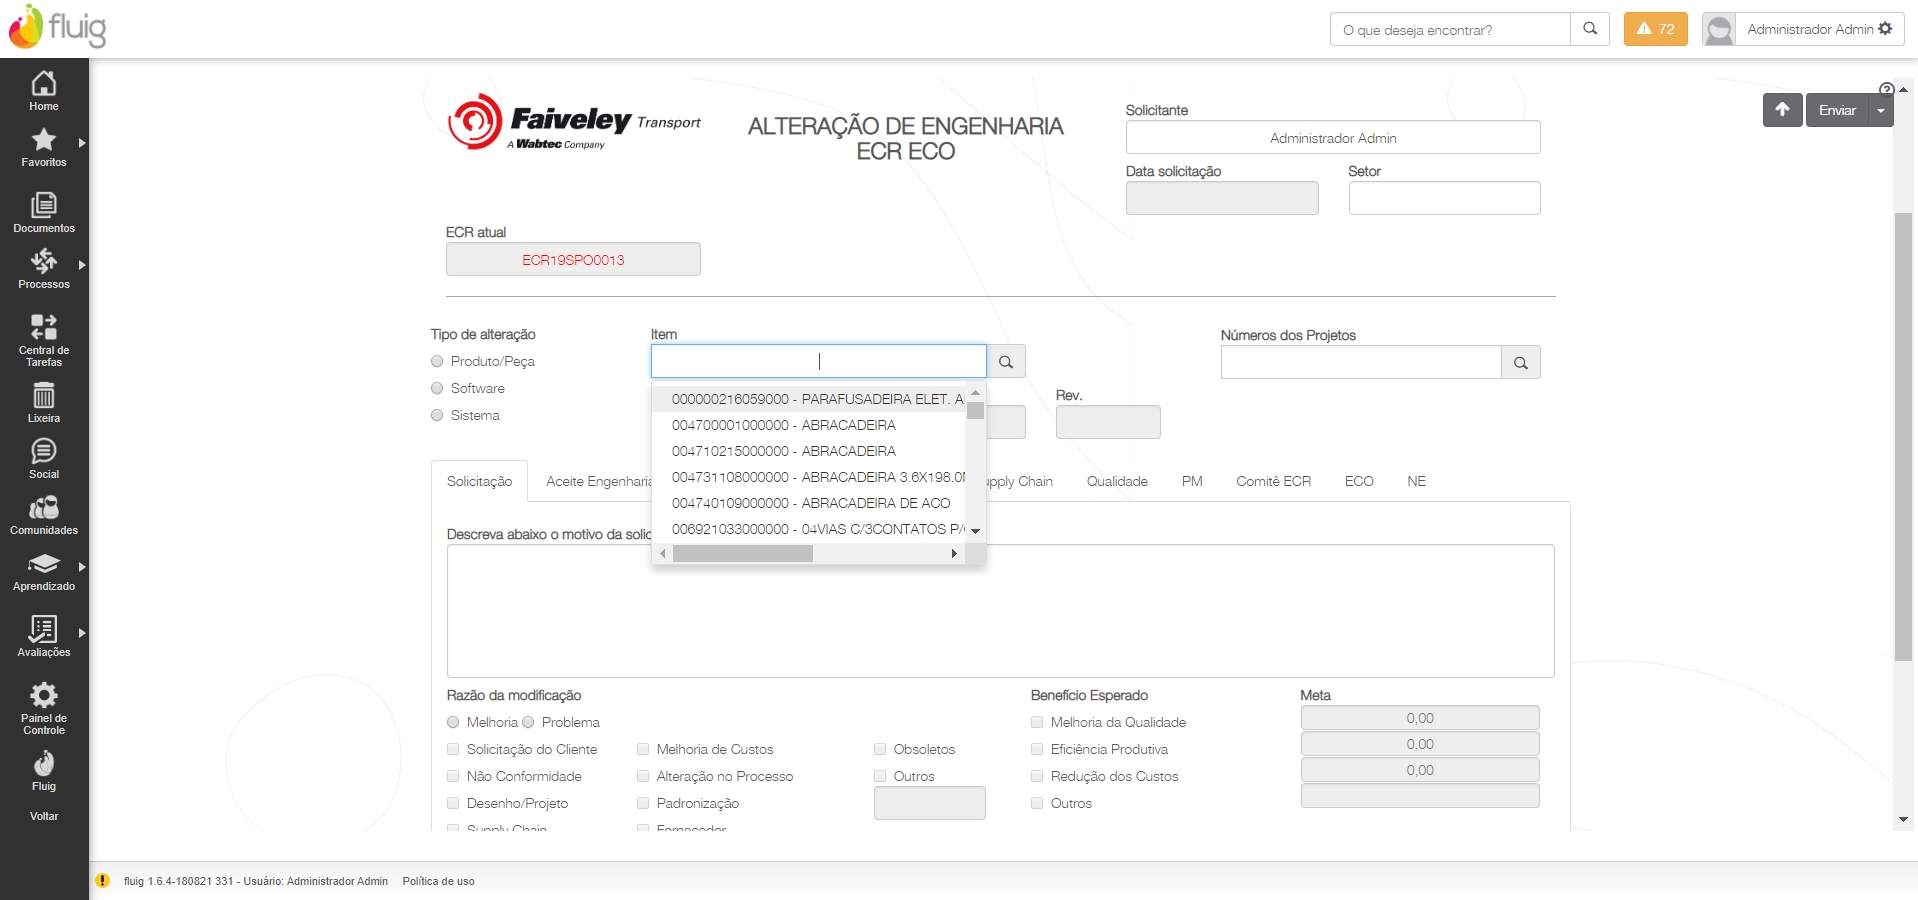 fluig
O que deseja encontrar?
72
Administrador Admin
Home
Favoritos
Documentos
Processos
Central de
Tarefas
Lixeira
Social
Comunidades
Aprendizado
Avaliações
Painel de
Controle
Fluig
Voltar
Faiveley Transport
A Wabtec Company
ALTERAÇÃO DE ENGENHARIA
ECR ECO
Solicitante
Administrador Admin
Data solicitação
Setor
Enviar
ECR atual
ECR19SPO0013
Tipo de alteração
Produto/Peça
Software
Sistema
Item
000000216059000 - PARAFUSADEIRA ELET. A
004700001000000 - ABRACADEIRA
004710215000000 - ABRACADEIRA
004731108000000 - ABRACADEIRA 3.6X198.0
004740109000000 - ABRACADEIRA DE ACO
006921033000000 - 04VIAS C/3CONTATOS P/
Rev.
Números dos Projetos
Solicitação
Aceite Engenharia
upply Chain
Qualidade
PM
Comitê ECR
ECO
NE
Descreva abaixo o motivo da solic
Razão da modificação
Melhoria
Problema
Solicitação do Cliente
Melhoria de Custos
Obsoletos
Não Conformidade
Alteração no Processo
Outros
Desenho/Projeto
Padronização
Supply Chain
Fornecedor
Benefício Esperado
Melhoria da Qualidade
Eficiência Produtiva
Redução dos Custos
Outros
Meta
0,00
0,00
0,00
fluig 1.6.4-180821 331 - Usuário: Administrador Admin
Política de uso